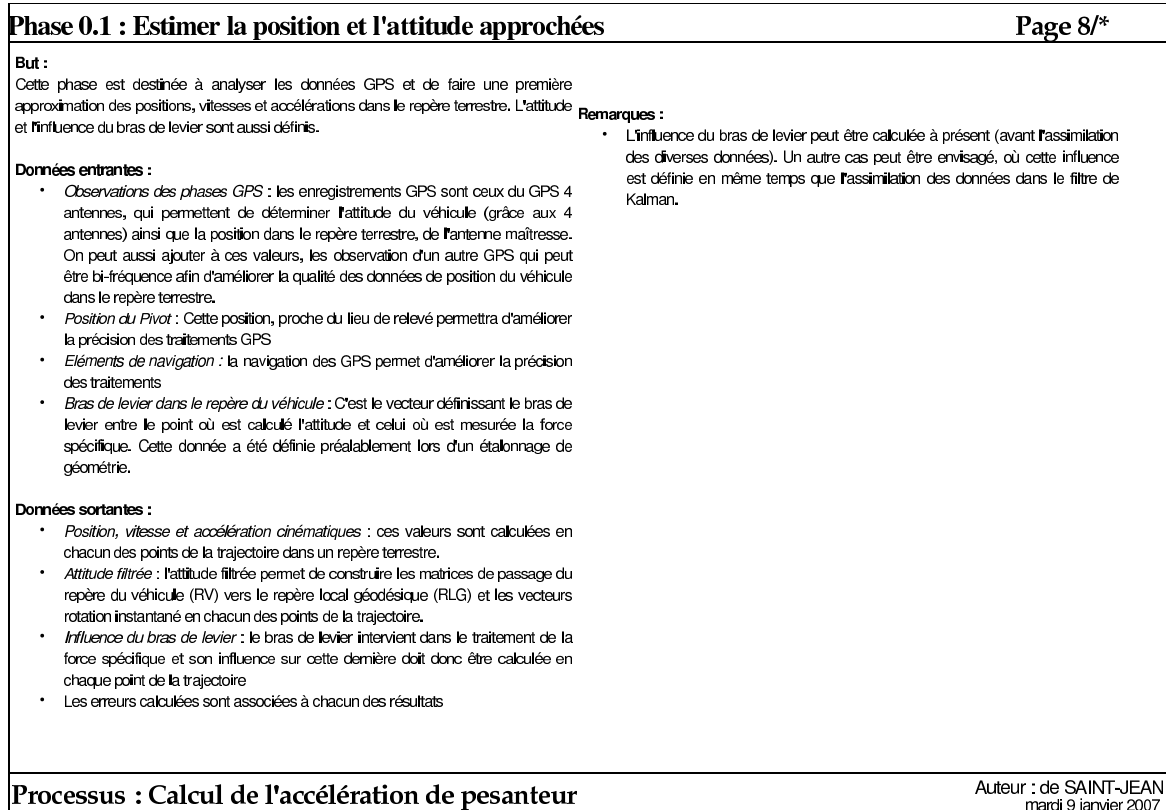 Phase 0.1 : Estimer la position et l'attitude approchées
Page 8/*
But :
Cette phase est destinée à analyser les données GPS et de faire une première
approximation des positions, vitesses et accélérations dans le repère terrestre. L'attitude
et l'influence du bras de levier sont aussi définis.
Données entrantes :
• Observations des phases GPS : les enregistrements GPS sont ceux du GPS 4
antennes, qui permettent de déterminer l'attitude du véhicule (grâce aux 4
antennes) ainsi que la position dans le repère terrestre, de l'antenne maîtresse.
On peut aussi ajouter à ces valeurs, les observation d'un autre GPS qui peut
être bi-fréquence afin d'améliorer la qualité des données de position du véhicule
dans le repère terrestre.
• Position du Pivot : Cette position, proche du lieu de relevé permettra d'améliorer
la précision des traitements GPS
• Eléments de navigation : la navigation des GPS permet d'améliorer la précision
des traitements
• Bras de levier dans le repère du véhicule : C'est le vecteur définissant le bras de
levier entre le point où est calculé l'attitude et celui où est mesurée la force
spécifique. Cette donnée a été définie préalablement lors d'un étalonnage de
géométrie.
Données sortantes :
• Position, vitesse et accélération cinématiques : ces valeurs sont calculées en
chacun des points de la trajectoire dans un repère terrestre.
• Attitude filtrée : l'attitude filtrée permet de construire les matrices de passage du
repère du véhicule (RV) vers le repère local géodésique (RLG) et les vecteurs
rotation instantané en chacun des points de la trajectoire.
• Influence du bras de levier : le bras de levier intervient dans le traitement de la
force spécifique et son influence sur cette dernière doit donc être calculée en
chaque point de la trajectoire
• Les erreurs calculées sont associées à chacun des résultats
Remarques :
• L'influence du bras de levier peut être calculée à présent (avant l'assimilation
des diverses données). Un autre cas peut être envisagé, où cette influence
est définie en même temps que l'assimilation des données dans le filtre de
Kalman.
Processus : Calcul de l'accélération de pesanteur
Auteur : de SAINT-JEAN
mardi 9 janvier 2007